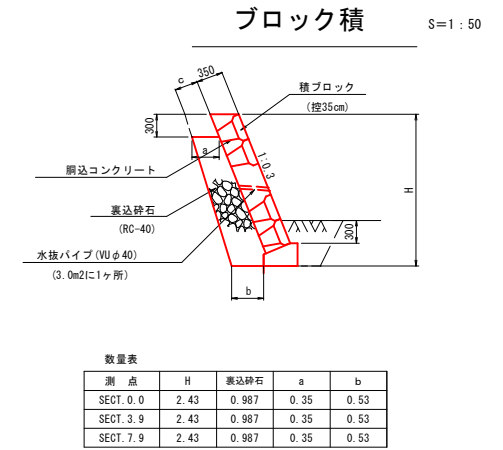 ブロック積
S=1:50
c
350
積ブロック
(控35cm)
300
a
胴込コンクリート
1:0.3
H
裏込砕石
(RC-40)
300
水抜パイプ(VUφ40)
(3.0m2に1ヶ所)
b
数量表
測 点 H 裏込砕石 a b
SECT.0.0 2.43 0.987 0.35 0.53
SECT.3.9 2.43 0.987 0.35 0.53
SECT.7.9 2.43 0.987 0.35 0.53